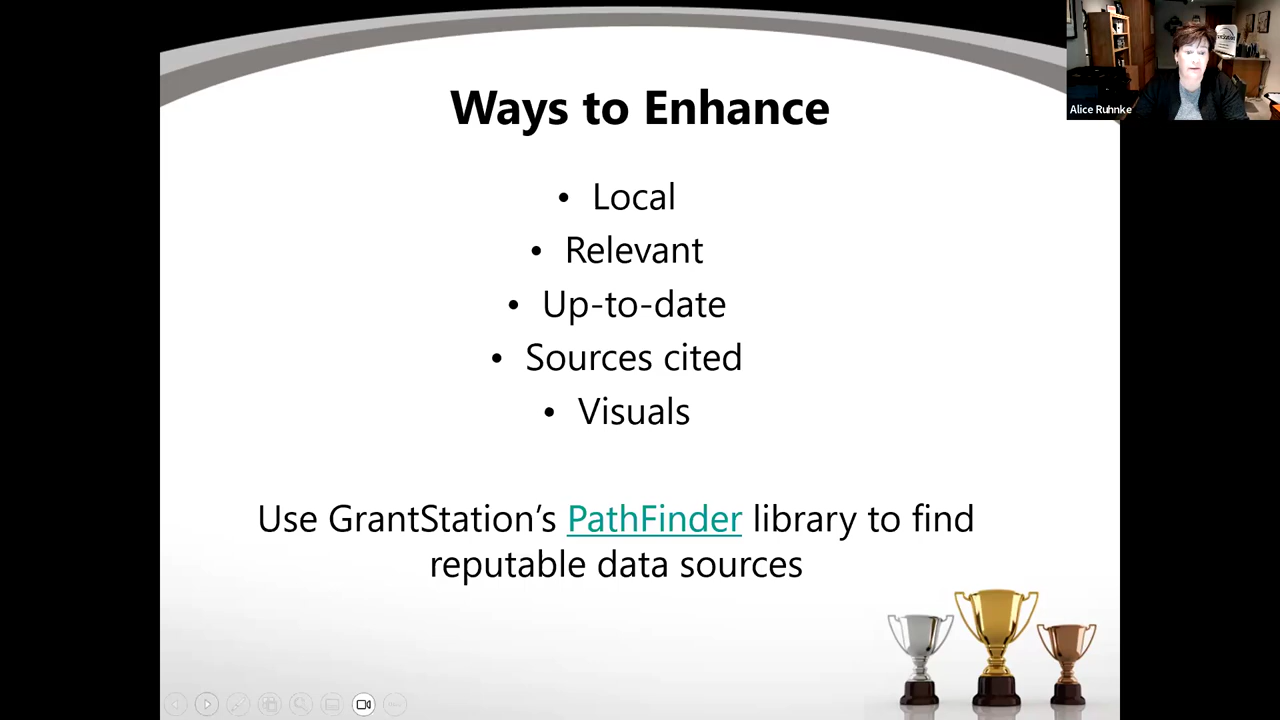 Ways to Enhance
• Local
• Relevant
• Up-to-date
• Sources cited
• Visuals
Use GrantStation’s PathFinder library to find
reputable data sources
Alice Ruhnke